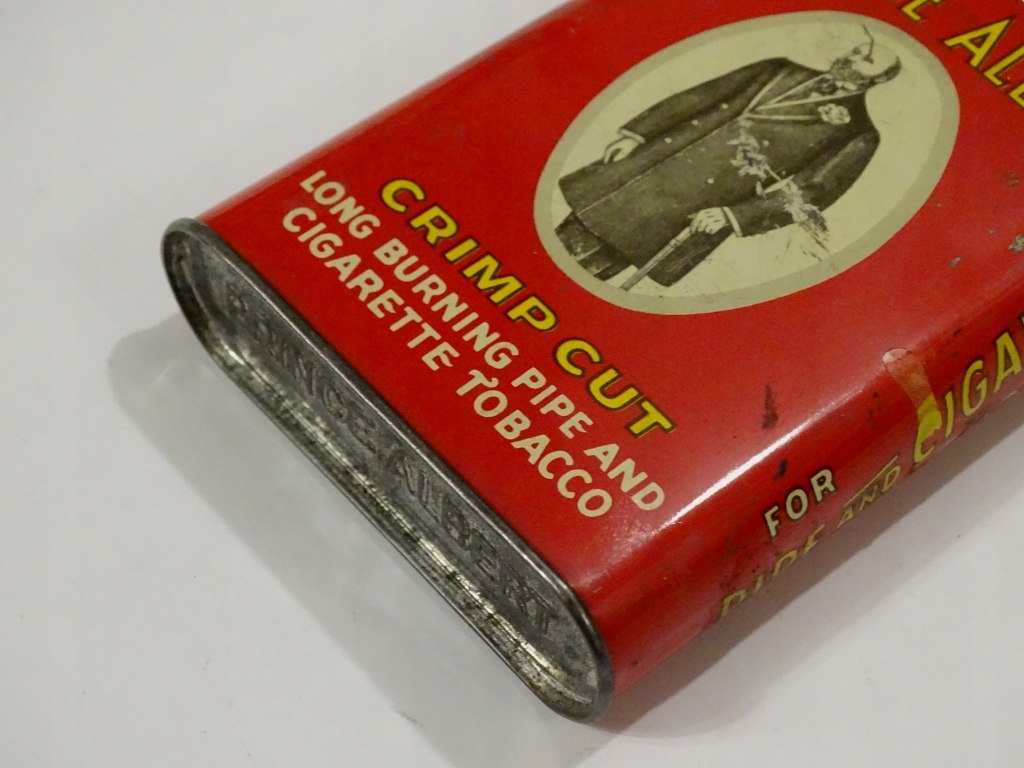 CRIMP CUT
LONG BURNING PIPE AND
CIGARETTE TOBACCO
PRINCE ALBERT
FOR
PIPE AND